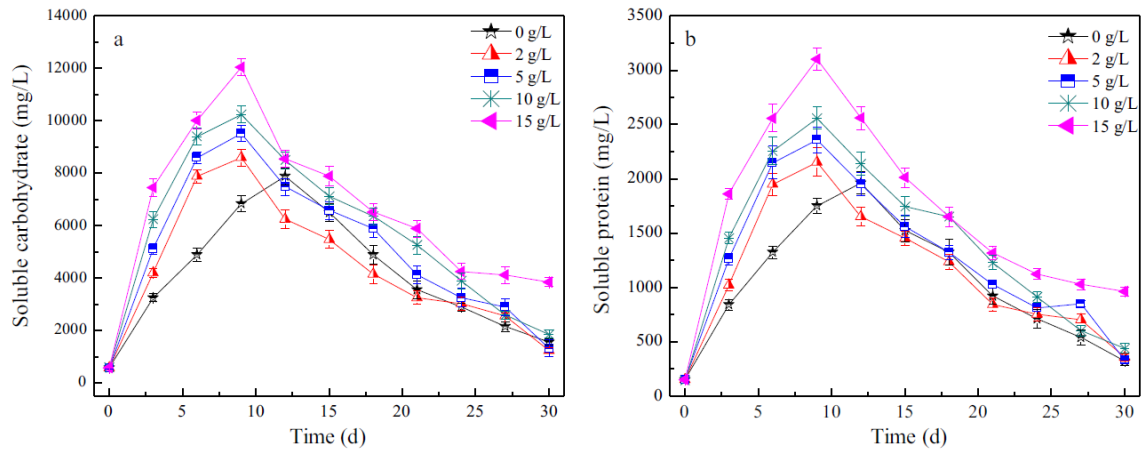 a
Soluble carbohydrate (mg/L)
14000
12000
10000
8000
6000
4000
2000
0
0 g/L
2 g/L
5 g/L
10 g/L
15 g/L
0 5 10 15 20 25 30
Time (d)
b
Soluble protein (mg/L)
3500
3000
2500
2000
1500
1000
500
0
0 g/L
2 g/L
5 g/L
10 g/L
15 g/L
0 5 10 15 20 25 30
Time (d)